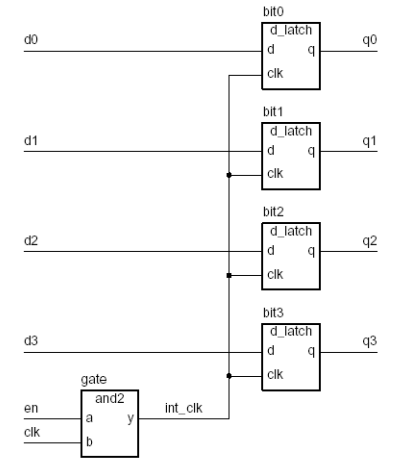 bit0
d_latch
d0
d q
q0
clk
bit1
d_latch
d1
d q
q1
clk
bit2
d_latch
d2
d q
q2
clk
bit3
d_latch
d3
d q
q3
clk
gate
and2
int_clk
en
a y
clk
b